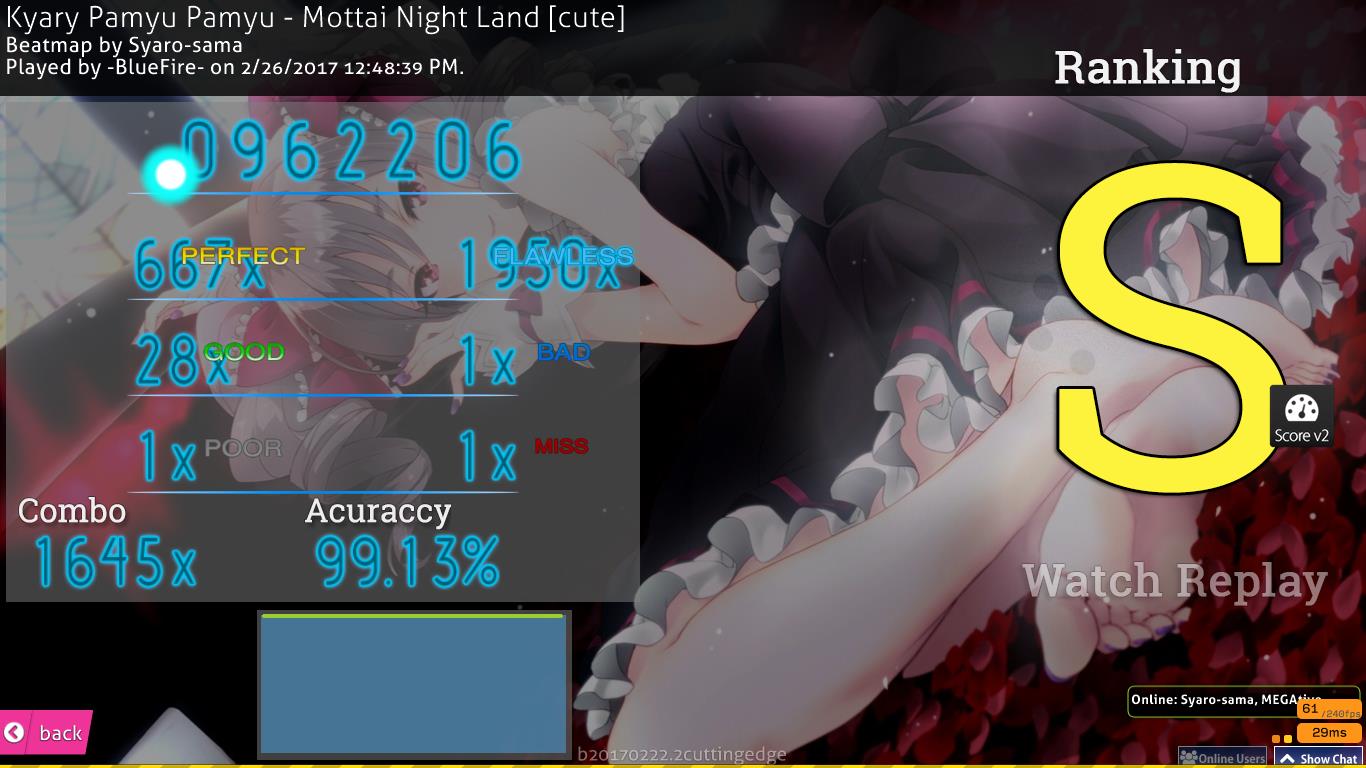 Kyary Pamyu Pamyu - Mottai Night Land [cute]
Beatmap by Syaro-sama
Played by -BlueFire- on 2/26/2017 12:48:39 PM.
Ranking
0962206
667x PERFECT 1950x FLAWLESS
28x GOOD 1x BAD
1x POOR 1x MISS
S
Score v2
Combo Acuraccy
1645x 99.13%
Watch Replay
Online: Syaro-sama,
61 /240fps
29ms
back
b20170222.2cuttingedge
Online Users Show Chat